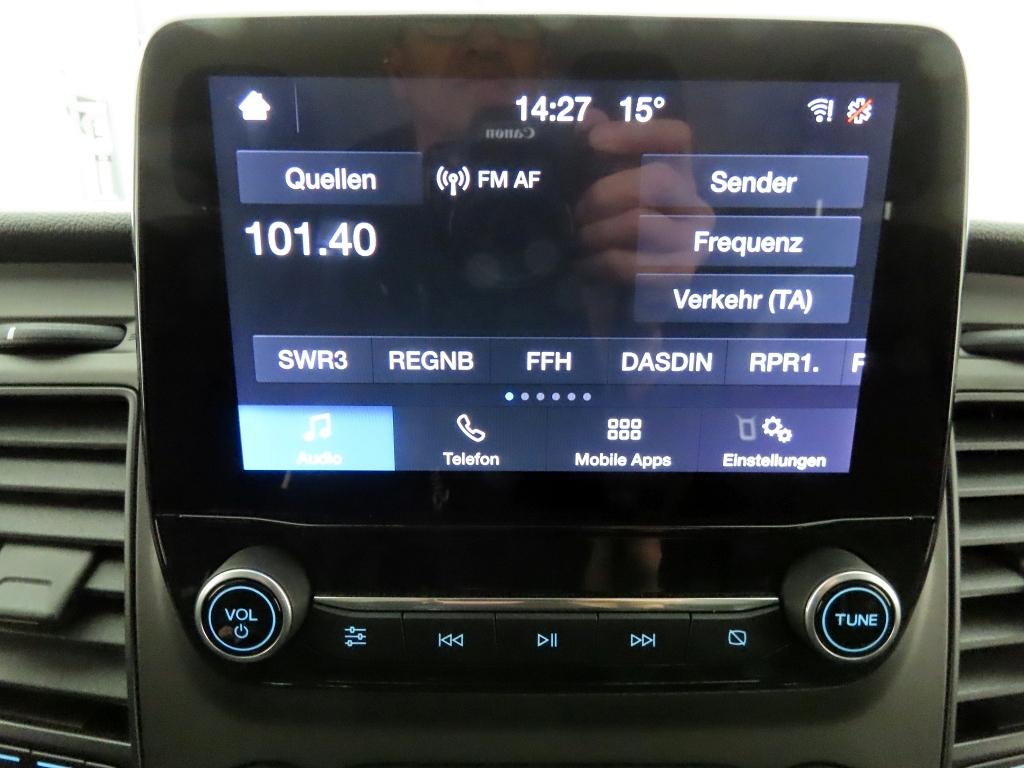 14:27 15°
Canon
Quellen FM AF Sender
101.40 Frequenz
Verkehr (TA)
SWR3 REGNB FFH DASDIN RPR1. F
Audio Telefon Mobile Apps Einstellungen
VOL TUNE